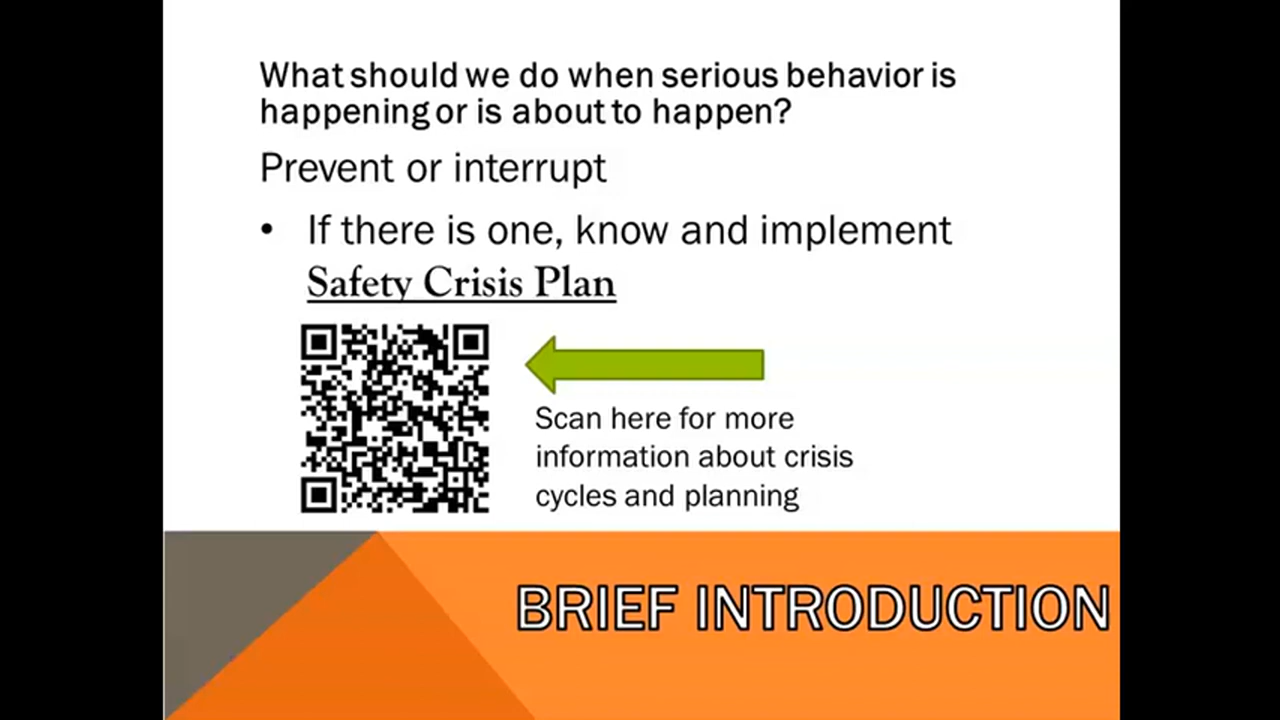 What should we do when serious behavior is
happening or is about to happen?
Prevent or interrupt
• If there is one, know and implement
Safety Crisis Plan
Scan here for more
information about crisis
cycles and planning
BRIEF INTRODUCTION